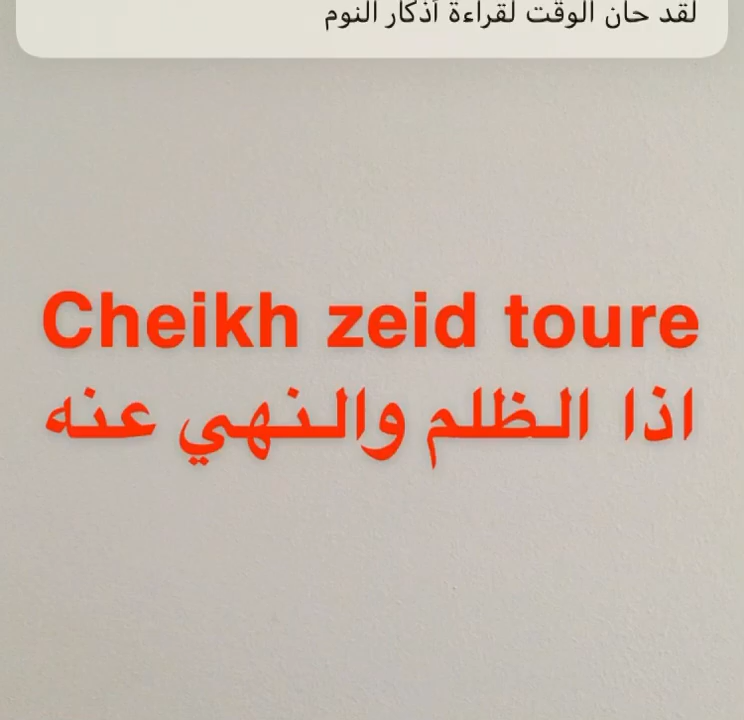 لقد حان الوقت لقراءة أذكار النوم
Cheikh zeid toure
اذا الظلم والنهي عنه